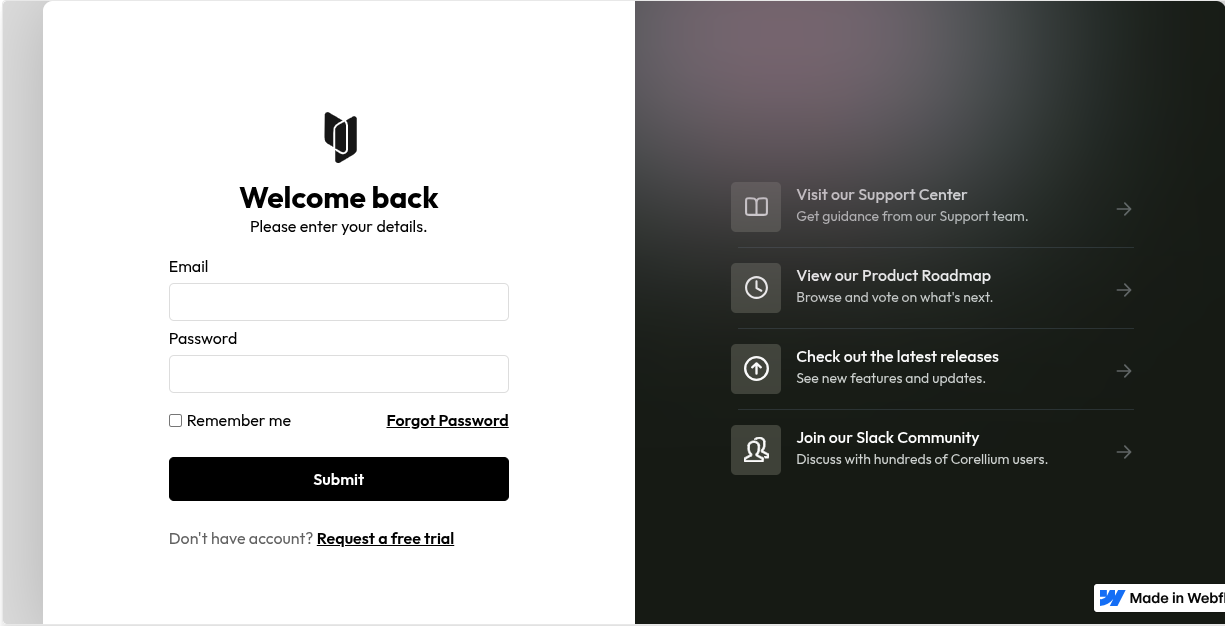 Welcome back
Please enter your details.
Email
Password
Remember me
Forgot Password
Submit
Don't have account? Request a free trial
Visit our Support Center
Get guidance from our Support team.
View our Product Roadmap
Browse and vote on what's next.
Check out the latest releases
See new features and updates.
Join our Slack Community
Discuss with hundreds of Corellium users.
Made in Webfl